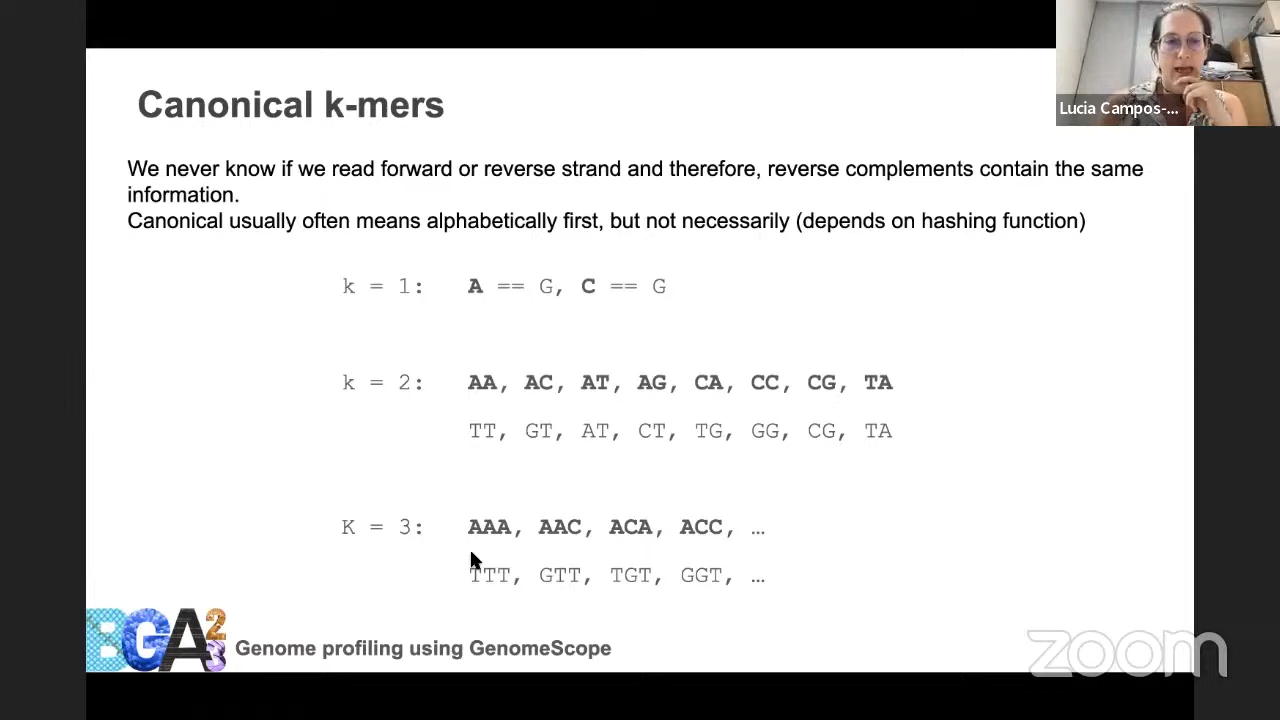 Canonical k-mers
Lucia Campos-...
We never know if we read forward or reverse strand and therefore, reverse complements contain the same
information.
Canonical usually often means alphabetically first, but not necessarily (depends on hashing function)
k = 1: A == G, C == G
k = 2: AA, AC, AT, AG, CA, CC, CG, TA
TT, GT, AT, CT, TG, GG, CG, TA
K = 3: AAA, AAC, ACA, ACC, …
TTT, GTT, TGT, GGT, …
BGA23 Genome profiling using GenomeScope
zoom